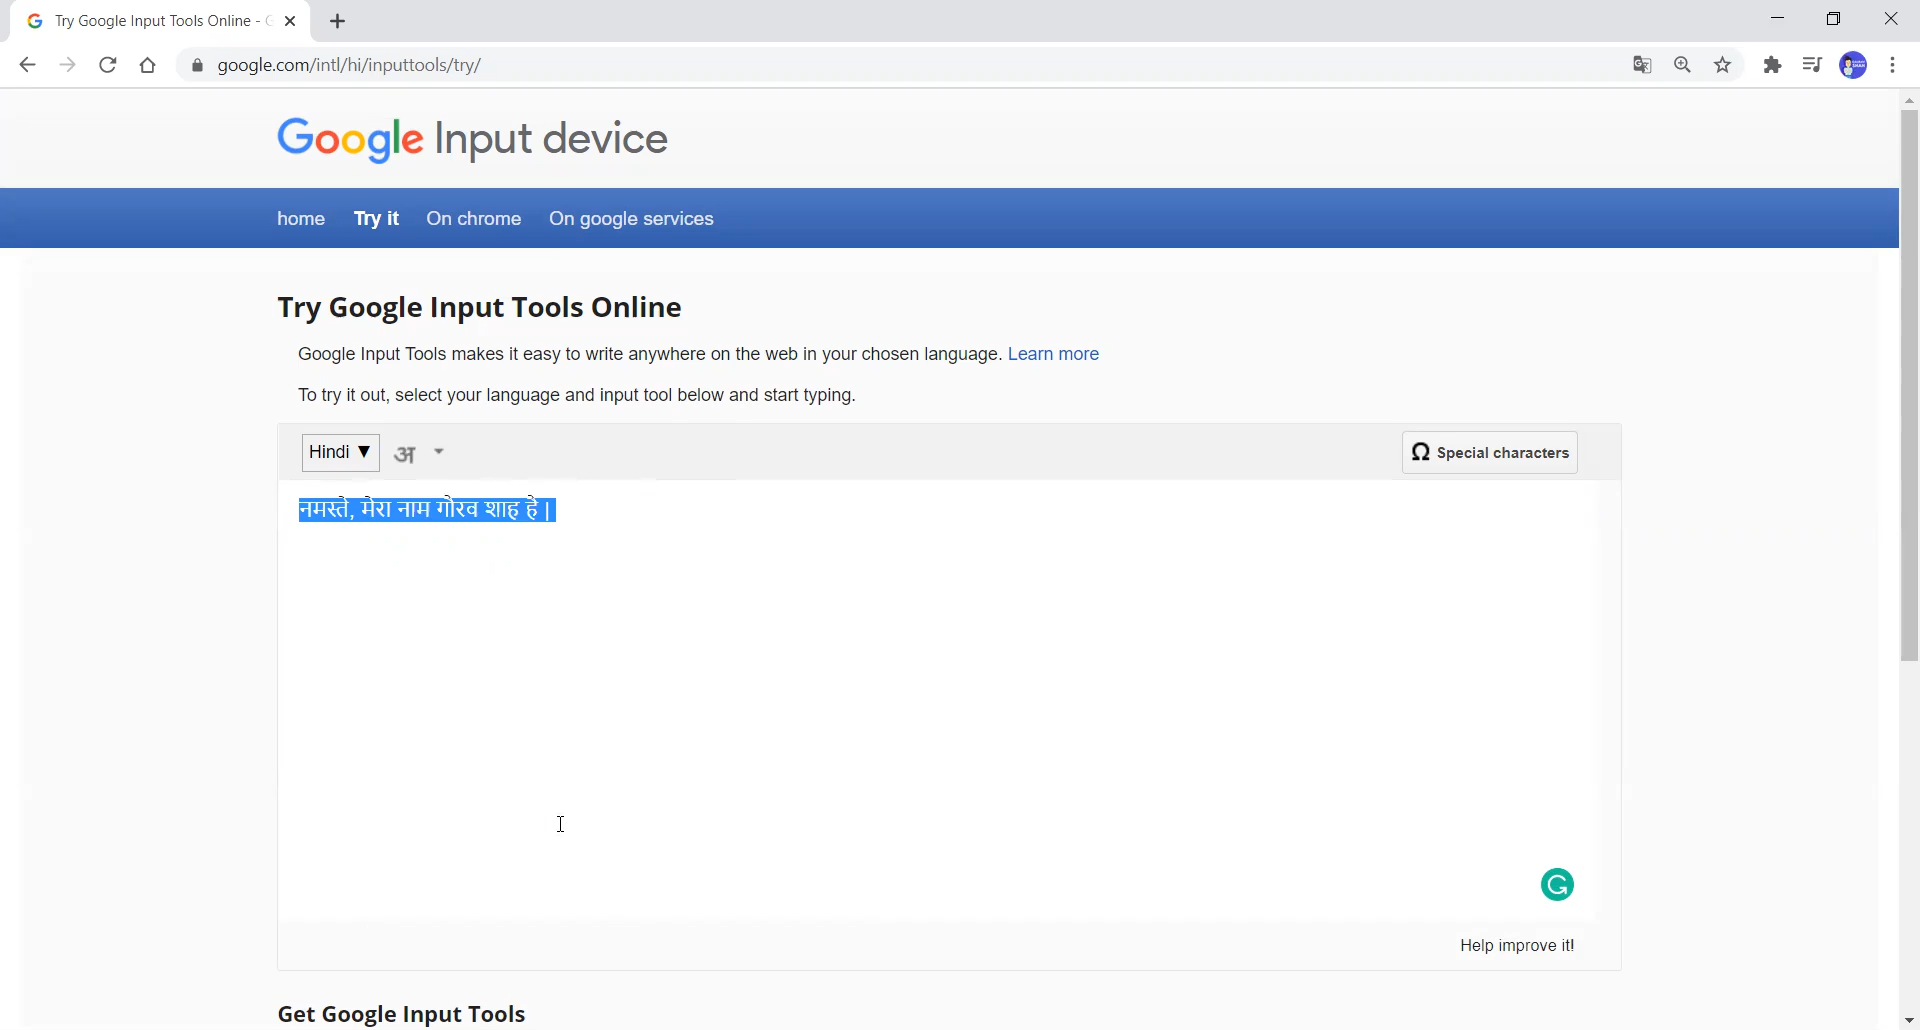 Try Google Input Tools Online - G
google.com/intl/hi/inputtools/try/
Google Input device
home Try it On chrome On google services
Try Google Input Tools Online
Google Input Tools makes it easy to write anywhere on the web in your chosen language. Learn more
To try it out, select your language and input tool below and start typing.
Hindi ▼ अ Ω Special characters
नमस्ते, मेरा नाम गोरव शाह हे |
Help improve it!
Get Google Input Tools